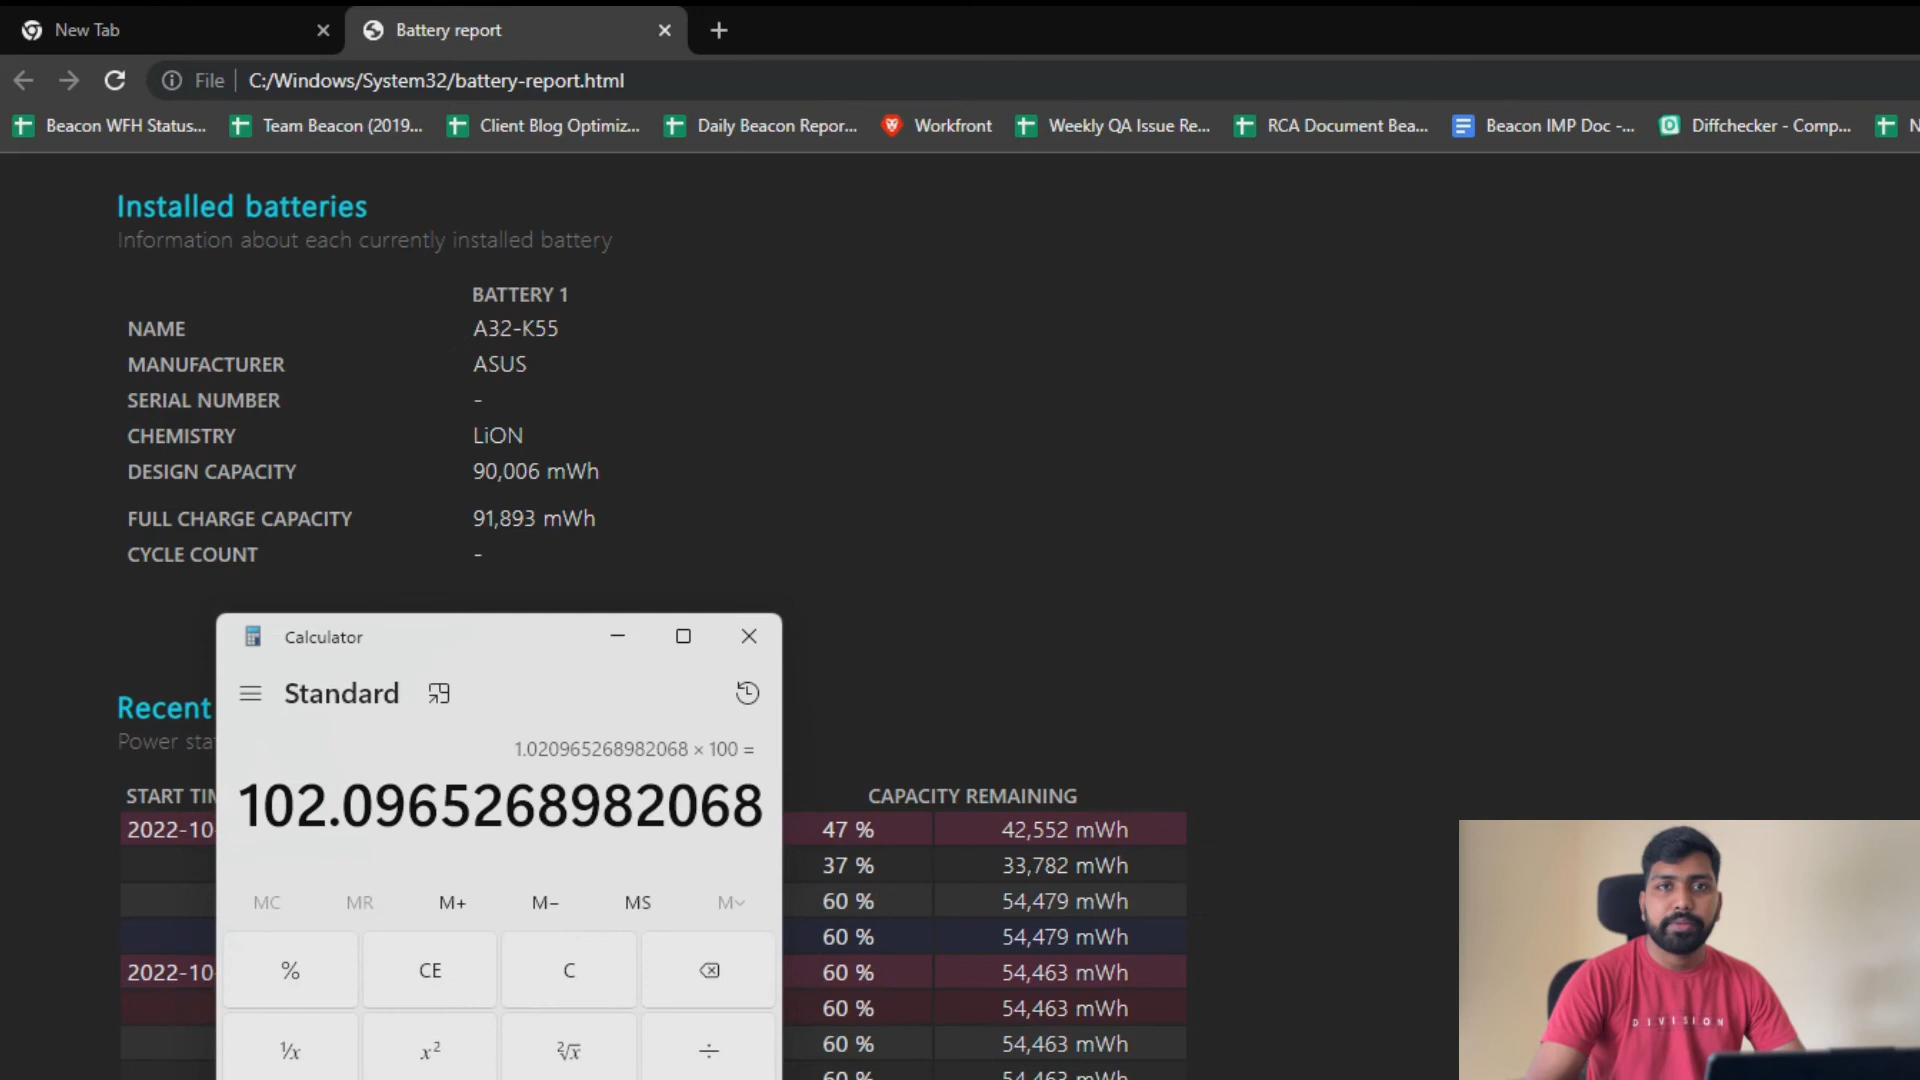 New Tab
Battery report
File C:/Windows/System32/battery-report.html
Beacon WFH Status... Team Beacon (2019... Client Blog Optimiz... Daily Beacon Repor... Workfront Weekly QA Issue Re... RCA Document Bea... Beacon IMP Doc -... Diffchecker - Comp... N
Installed batteries
Information about each currently installed battery
BATTERY 1
NAME A32-K55
MANUFACTURER ASUS
SERIAL NUMBER -
CHEMISTRY LiON
DESIGN CAPACITY 90,006 mWh
FULL CHARGE CAPACITY 91,893 mWh
CYCLE COUNT -
Calculator
Standard
1.020965268982068 × 100 =
102.0965268982068
MC MR M+ M− MS M
% CE C
¹/x x² ²√x ÷
Recent
Power sta
START TIM CAPACITY REMAINING
2022-10- 47 % 42,552 mWh
37 % 33,782 mWh
60 % 54,479 mWh
60 % 54,479 mWh
2022-10- 60 % 54,463 mWh
60 % 54,463 mWh
60 % 54,463 mWh
60 % 54,463 mWh
DIVISION